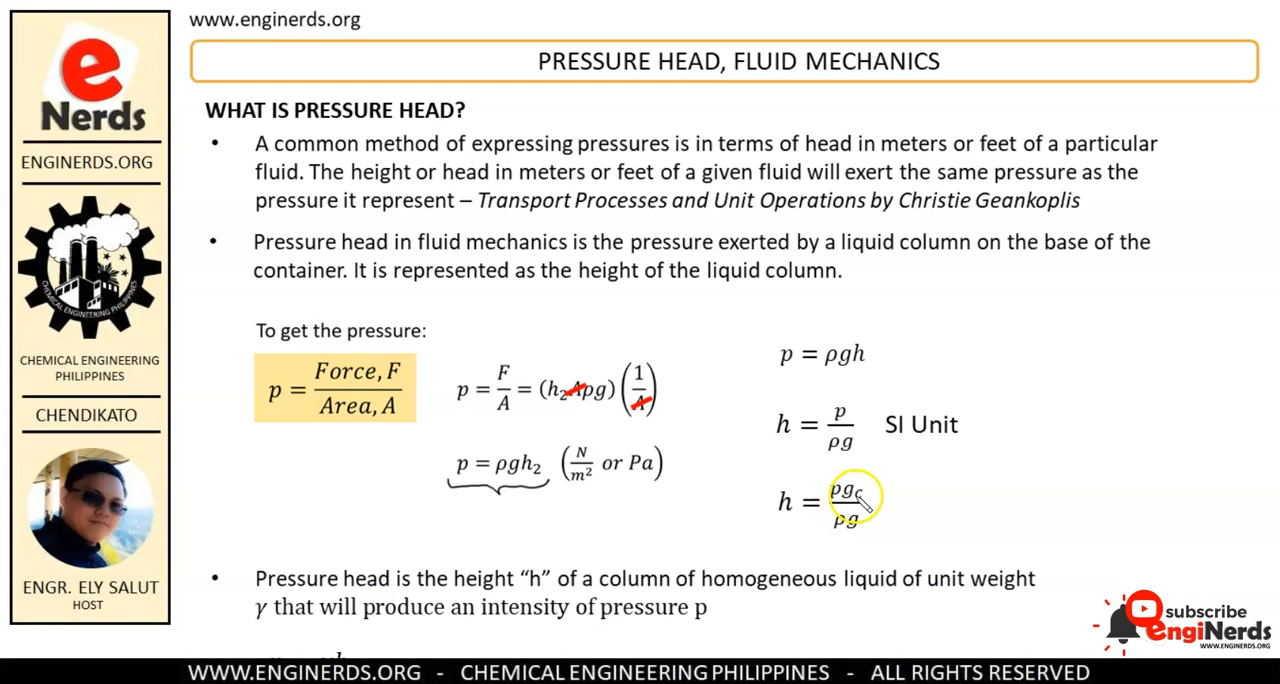 www.enginerds.org
e
Nerds
ENGINERDS.ORG
CHEMICAL ENGINEERING PHILIPPINES
CHEMICAL ENGINEERING
PHILIPPINES
CHENDIKATO
ENGR. ELY SALUT
HOST
PRESSURE HEAD, FLUID MECHANICS
WHAT IS PRESSURE HEAD?
• A common method of expressing pressures is in terms of head in meters or feet of a particular
fluid. The height or head in meters or feet of a given fluid will exert the same pressure as the
pressure it represent – Transport Processes and Unit Operations by Christie Geankoplis
• Pressure head in fluid mechanics is the pressure exerted by a liquid column on the base of the
container. It is represented as the height of the liquid column.
To get the pressure:
p = Force, F / Area, A
p = F/A = (h₂Aρg) (1/A)
p = ρgh₂ (N/m² or Pa)
p = ρgh
h = p/ρg SI Unit
h = pg꜀/ρg
• Pressure head is the height “h” of a column of homogeneous liquid of unit weight
γ that will produce an intensity of pressure p
subscribe
EngiNerds
WWW.ENGINERDS.ORG
WWW.ENGINERDS.ORG - CHEMICAL ENGINEERING PHILIPPINES - ALL RIGHTS RESERVED